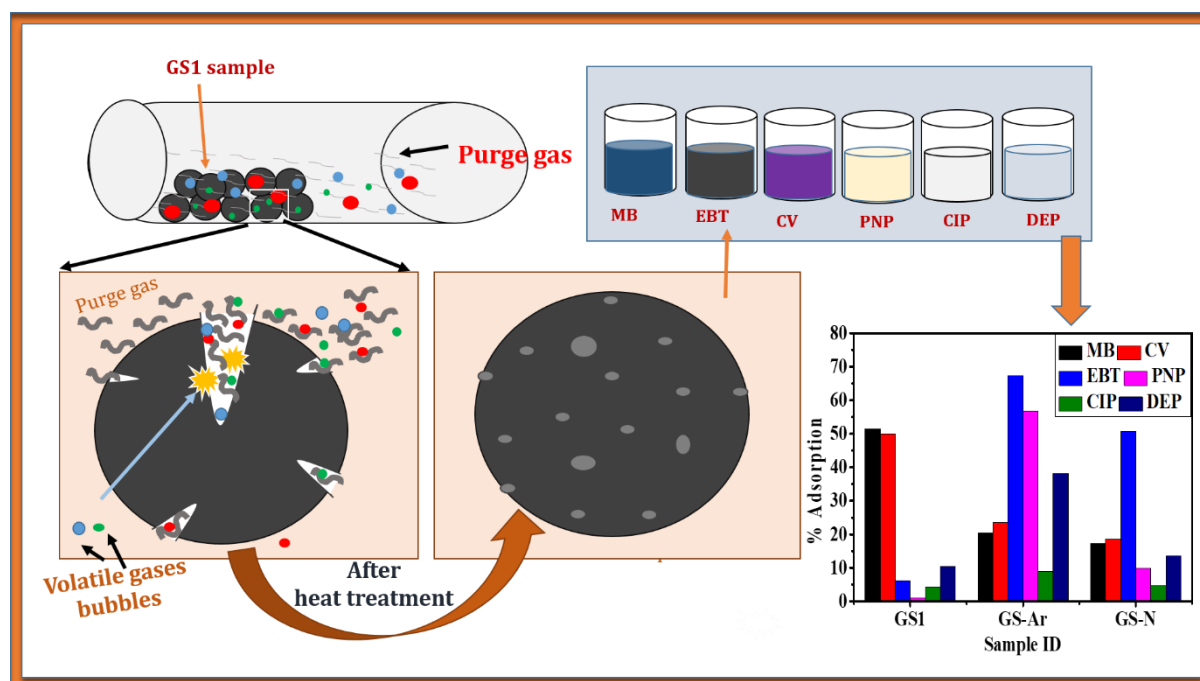 GS1 sample
Purge gas
MB
EBT
CV
PNP
CIP
DEP
Purge gas
Volatile gases
bubbles
After
heat treatment
% Adsorption
80
70
60
50
40
30
20
10
0
MB CV
EBT PNP
CIP DEP
GS1
GS-Ar
GS-N
Sample ID